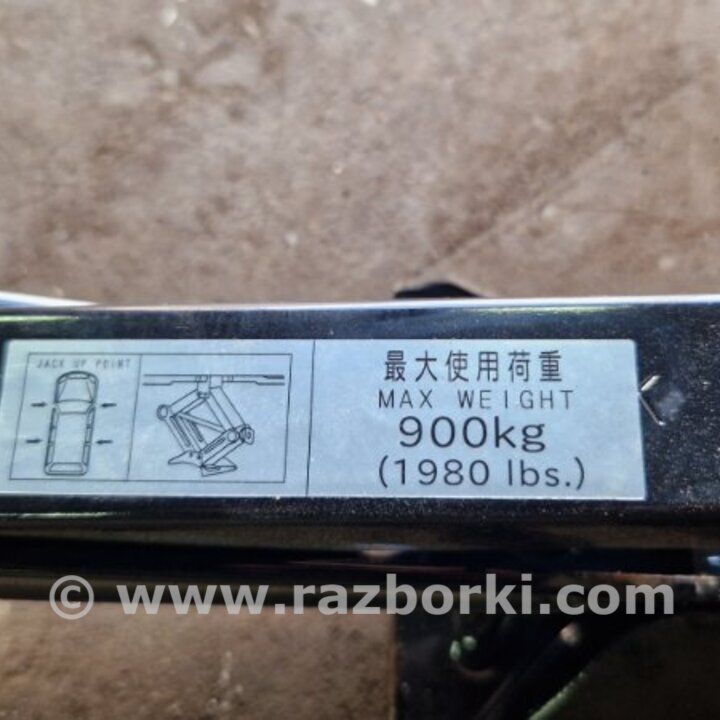 JACK UP POINT
最大使用荷重
MAX WEIGHT
900kg
(1980 lbs.)
© www.razborki.com